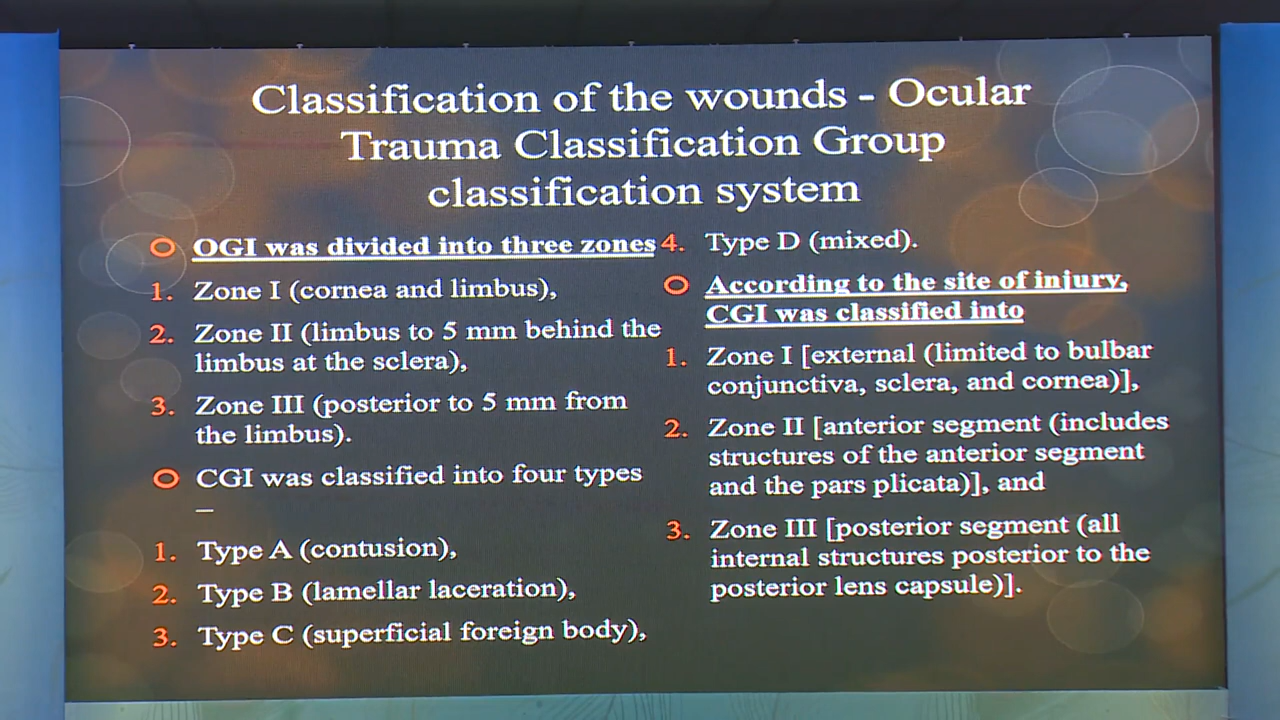 Classification of the wounds - Ocular
Trauma Classification Group
classification system
OGI was divided into three zones
1. Zone I (cornea and limbus),
2. Zone II (limbus to 5 mm behind the
limbus at the sclera),
3. Zone III (posterior to 5 mm from
the limbus).
CGI was classified into four types
–
1. Type A (contusion),
2. Type B (lamellar laceration),
3. Type C (superficial foreign body),
4. Type D (mixed).
According to the site of injury,
CGI was classified into
1. Zone I [external (limited to bulbar
conjunctiva, sclera, and cornea)],
2. Zone II [anterior segment (includes
structures of the anterior segment
and the pars plicata)], and
3. Zone III [posterior segment (all
internal structures posterior to the
posterior lens capsule)].